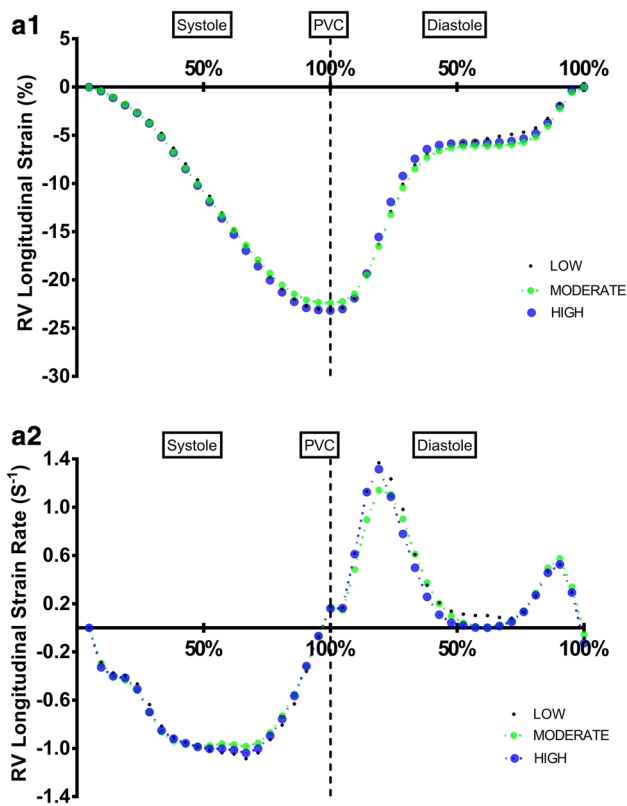 a1
Systole PVC Diastole
RV Longitudinal Strain (%)
5
0
-5
-10
-15
-20
-25
-30
50% 100% 50% 100%
LOW
MODERATE
HIGH
a2
Systole PVC Diastole
RV Longitudinal Strain Rate (S-1)
1.4
1.0
0.6
0.2
-0.2
-0.6
-1.0
-1.4
50% 100% 50% 100%
LOW
MODERATE
HIGH